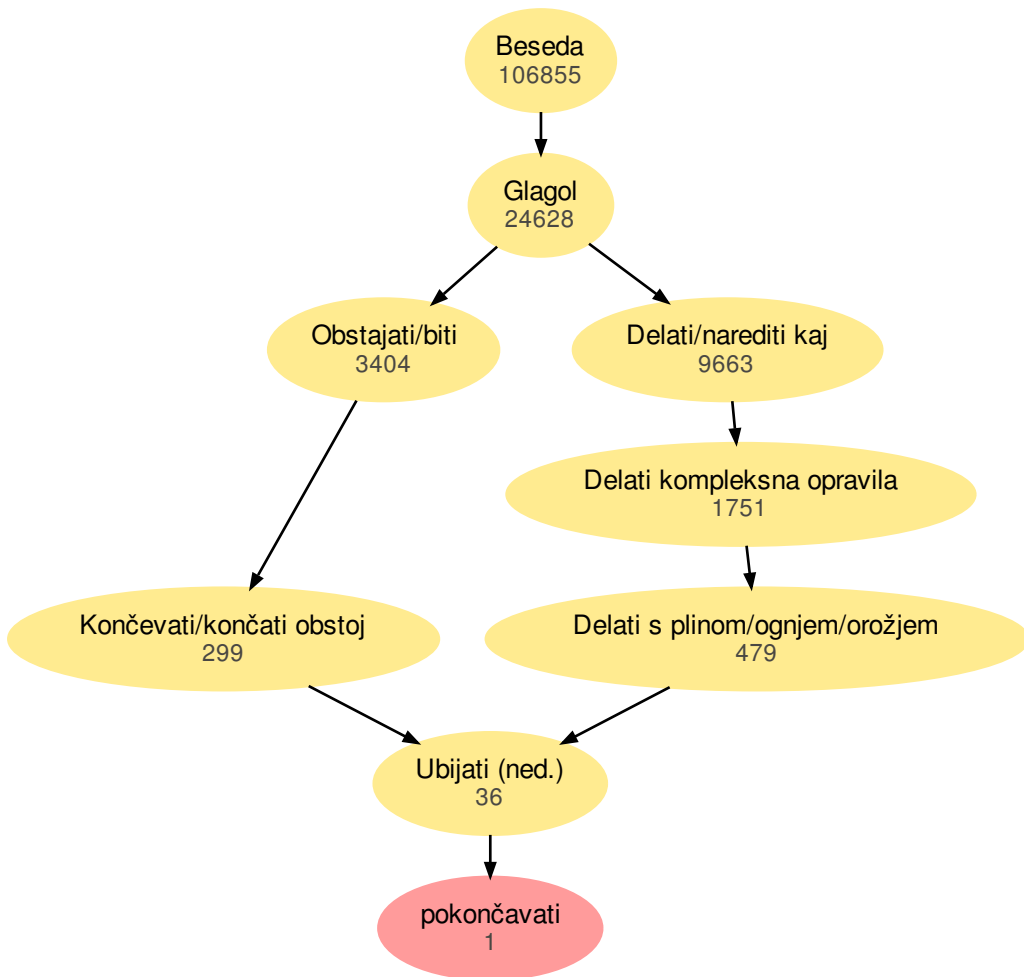 Beseda
106855
Glagol
24628
Obstajati/biti
3404
Delati/narediti kaj
9663
Delati kompleksna opravila
1751
Končevati/končati obstoj
299
Delati s plinom/ognjem/orožjem
479
Ubijati (ned.)
36
pokončavati
1